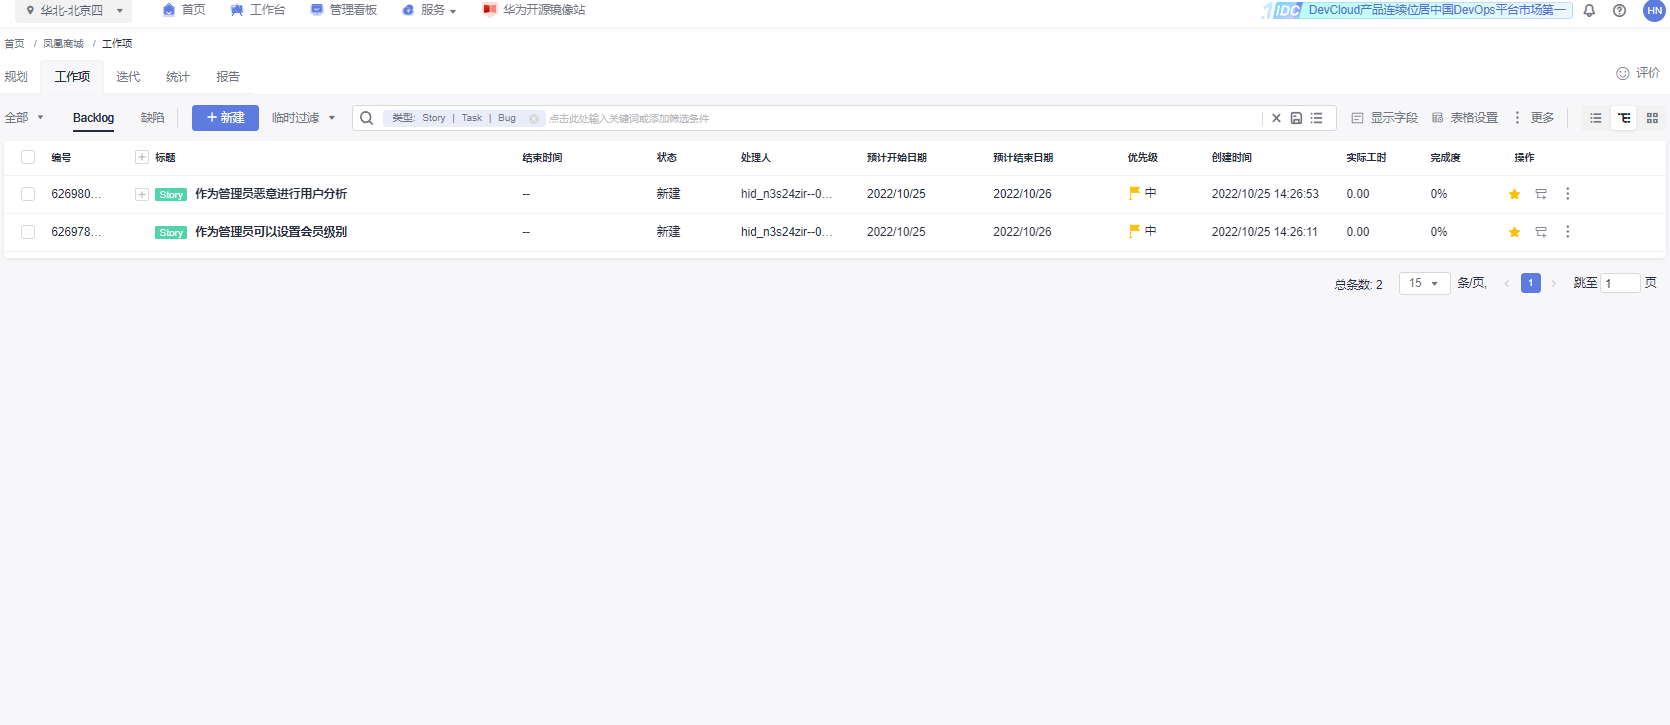 华北-北京四 首页 工作台 管理看板 服务 华为开源镜像站 1 IDC DevCloud产品连续位居中国DevOps平台市场第一 HN
首页 / 凤凰商城 / 工作项
规划 工作项 迭代 统计 报告 评价
全部 Backlog 缺陷 + 新建 临时过滤 类型: Story | Task | Bug 点击此处输入关键词或添加筛选条件 显示字段 表格设置 更多
编号 标题 结束时间 状态 处理人 预计开始日期 预计结束日期 优先级 创建时间 实际工时 完成度 操作
626980... Story 作为管理员恶意进行用户分析 -- 新建 hid_n3s24zir--0... 2022/10/25 2022/10/26 中 2022/10/25 14:26:53 0.00 0%
626978... Story 作为管理员可以设置会员级别 -- 新建 hid_n3s24zir--0... 2022/10/25 2022/10/26 中 2022/10/25 14:26:11 0.00 0%
总条数: 2 15 条/页, 1 跳至 1 页